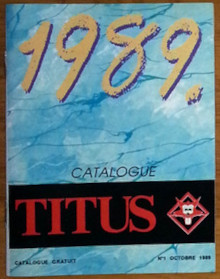 1989.
CATALOGUE
TITUS
CATALOGUE GRATUIT N°1 OCTOBRE 1988